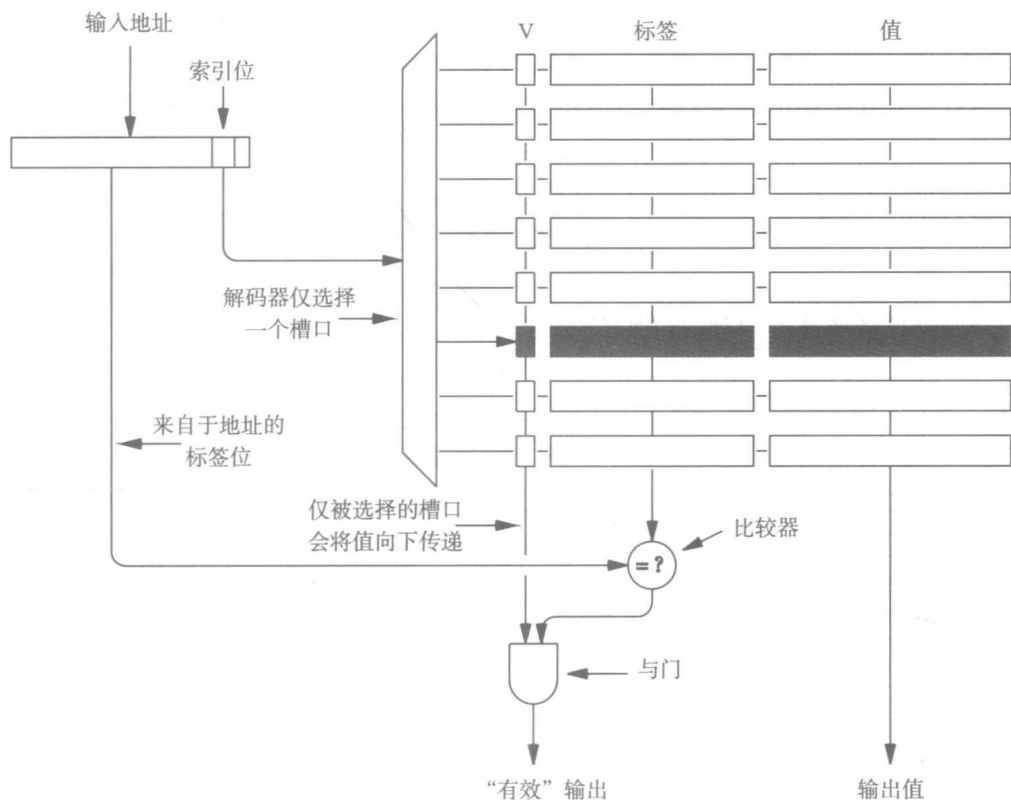 输入地址
索引位
V
标签
值
解码器仅选择
一个槽口
来自于地址的
标签位
仅被选择的槽口
会将值向下传递
比较器
=？
与门
“有效”输出
输出值